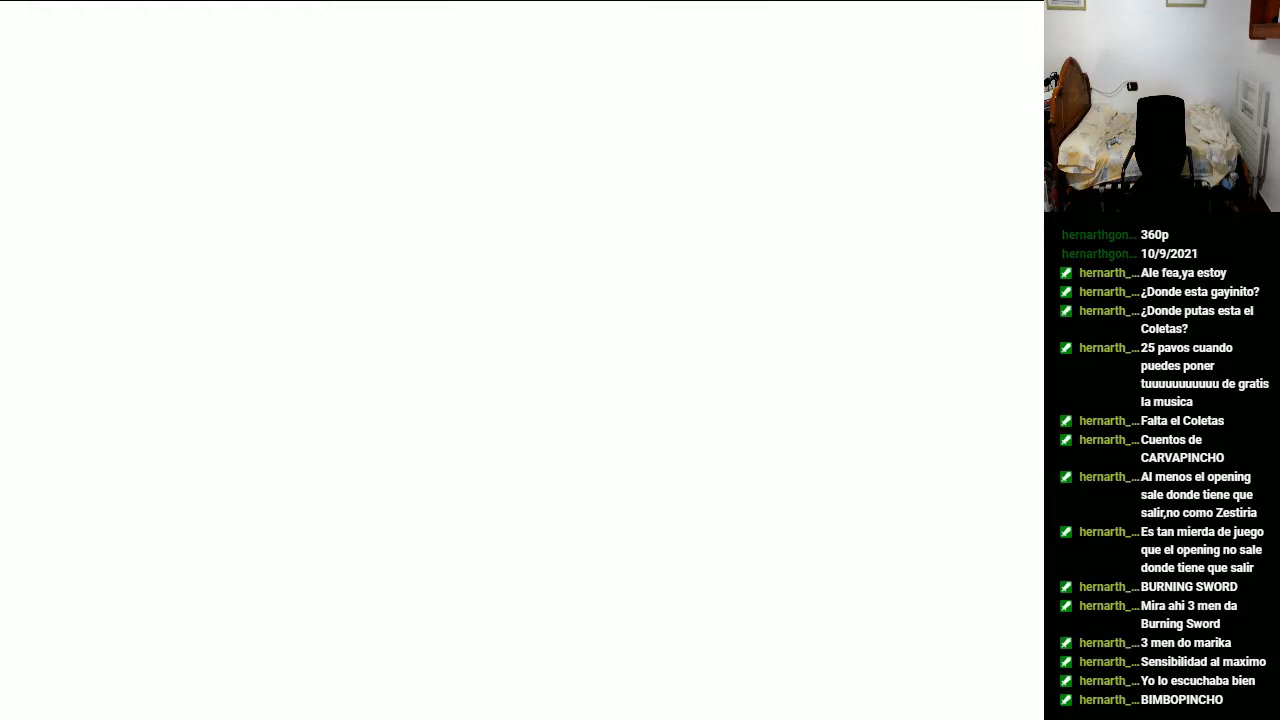 hernarthgon... 360p
hernarthgon... 10/9/2021
hernarth_... Ale fea,ya estoy
hernarth_... ¿Donde esta gayinito?
hernarth_... ¿Donde putas esta el
Coletas?
hernarth_... 25 pavos cuando
puedes poner
tuuuuuuuuuuu de gratis
la musica
hernarth_... Falta el Coletas
hernarth_... Cuentos de
CARVAPINCHO
hernarth_... Al menos el opening
sale donde tiene que
salir,no como Zestiria
hernarth_... Es tan mierda de juego
que el opening no sale
donde tiene que salir
hernarth_... BURNING SWORD
hernarth_... Mira ahi 3 men da
Burning Sword
hernarth_... 3 men do marika
hernarth_... Sensibilidad al maximo
hernarth_... Yo lo escuchaba bien
hernarth_... BIMBOPINCHO